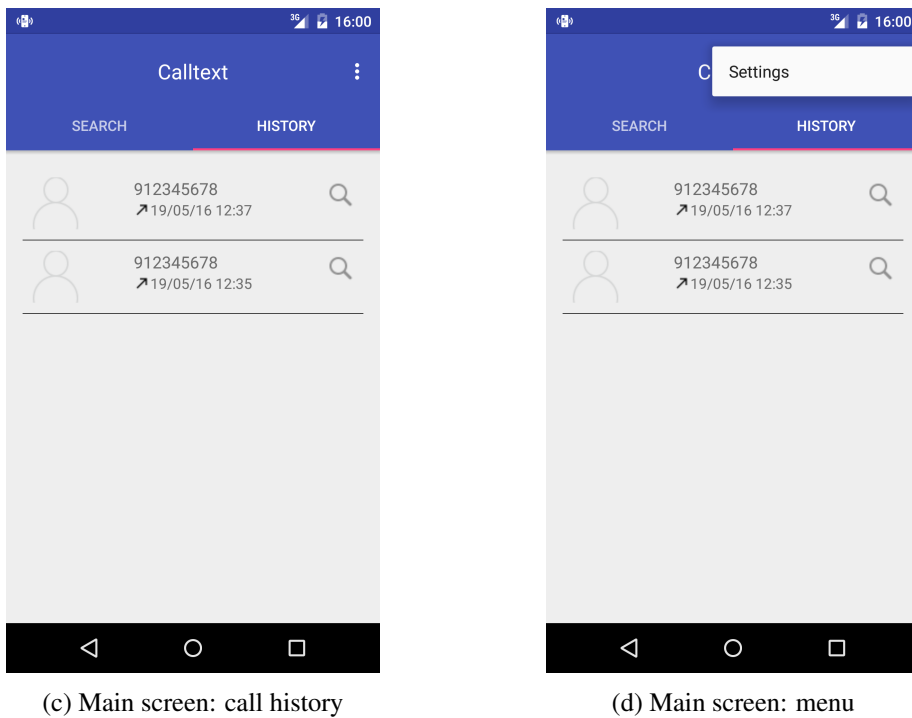 3G 16:00
Calltext
SEARCH HISTORY
912345678
19/05/16 12:37
912345678
19/05/16 12:35
(c) Main screen: call history
3G 16:00
C Settings
SEARCH HISTORY
912345678
19/05/16 12:37
912345678
19/05/16 12:35
(d) Main screen: menu